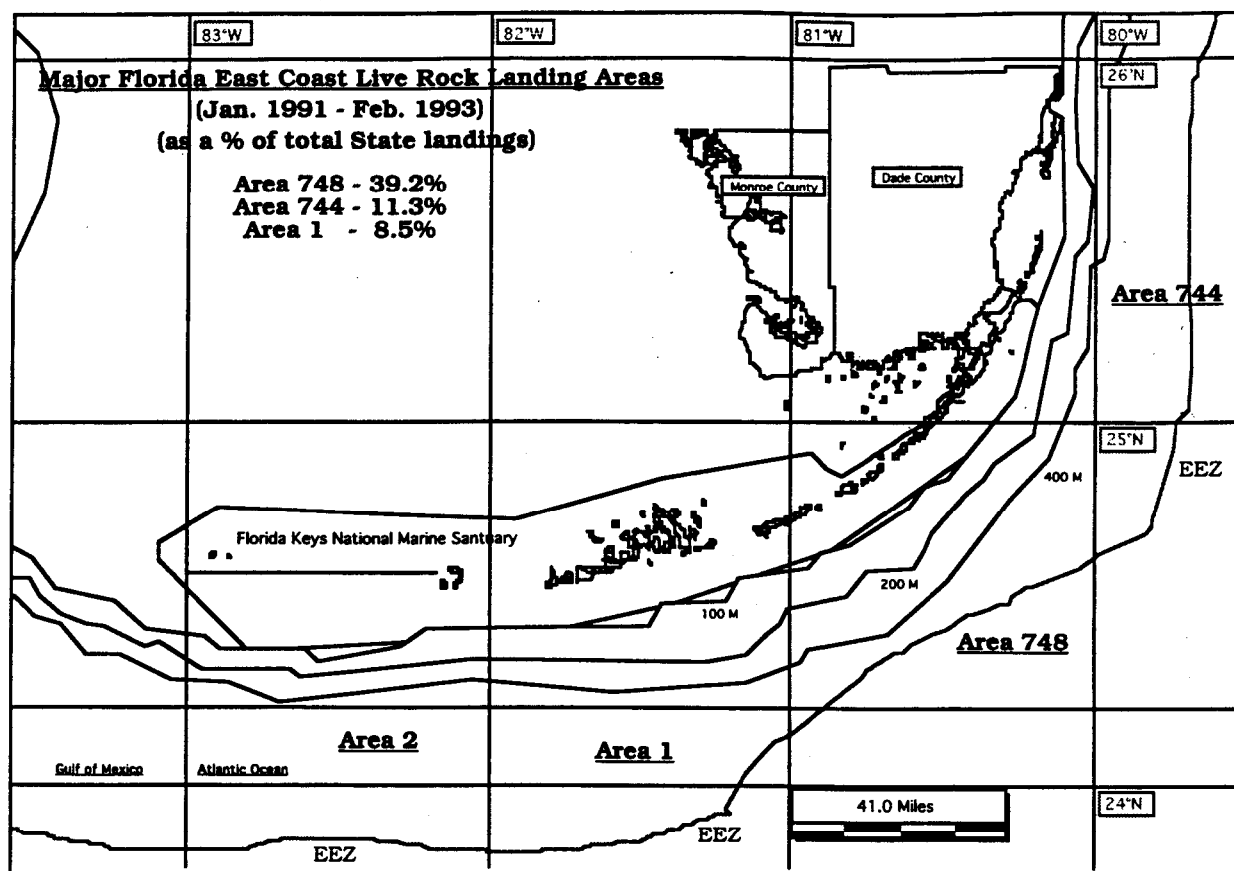 83°W
82°W
81°W
80°W
Major Florida East Coast Live Rock Landing Areas
26°N
(Jan. 1991 - Feb. 1993)
(as a % of total State landings)
Area 748 - 39.2%
Area 744 - 11.3%
Area 1 - 8.5%
Monroe County
Dade County
Area 744
25°N
EEZ
400 M
Florida Keys National Marine Santuary
200 M
100 M
Area 748
Area 2
Area 1
Gulf of Mexico
Atlantic Ocean
41.0 Miles
24°N
EEZ
EEZ